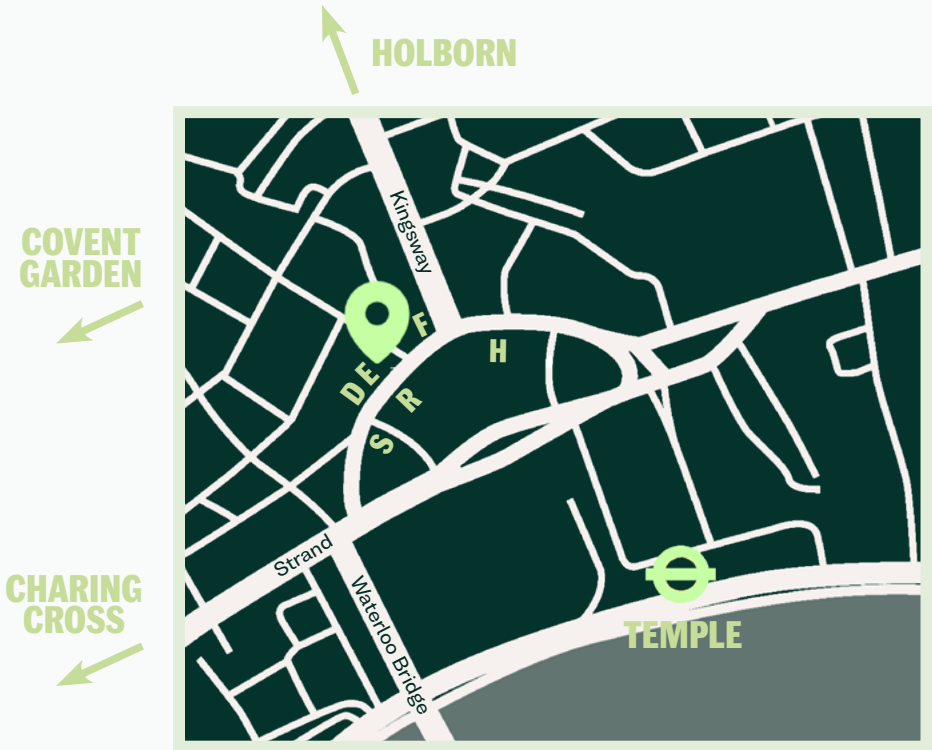 HOLBORN
Kingsway
COVENT
GARDEN
F
H
D E
R
S
Strand
CHARING
CROSS
Waterloo Bridge
TEMPLE